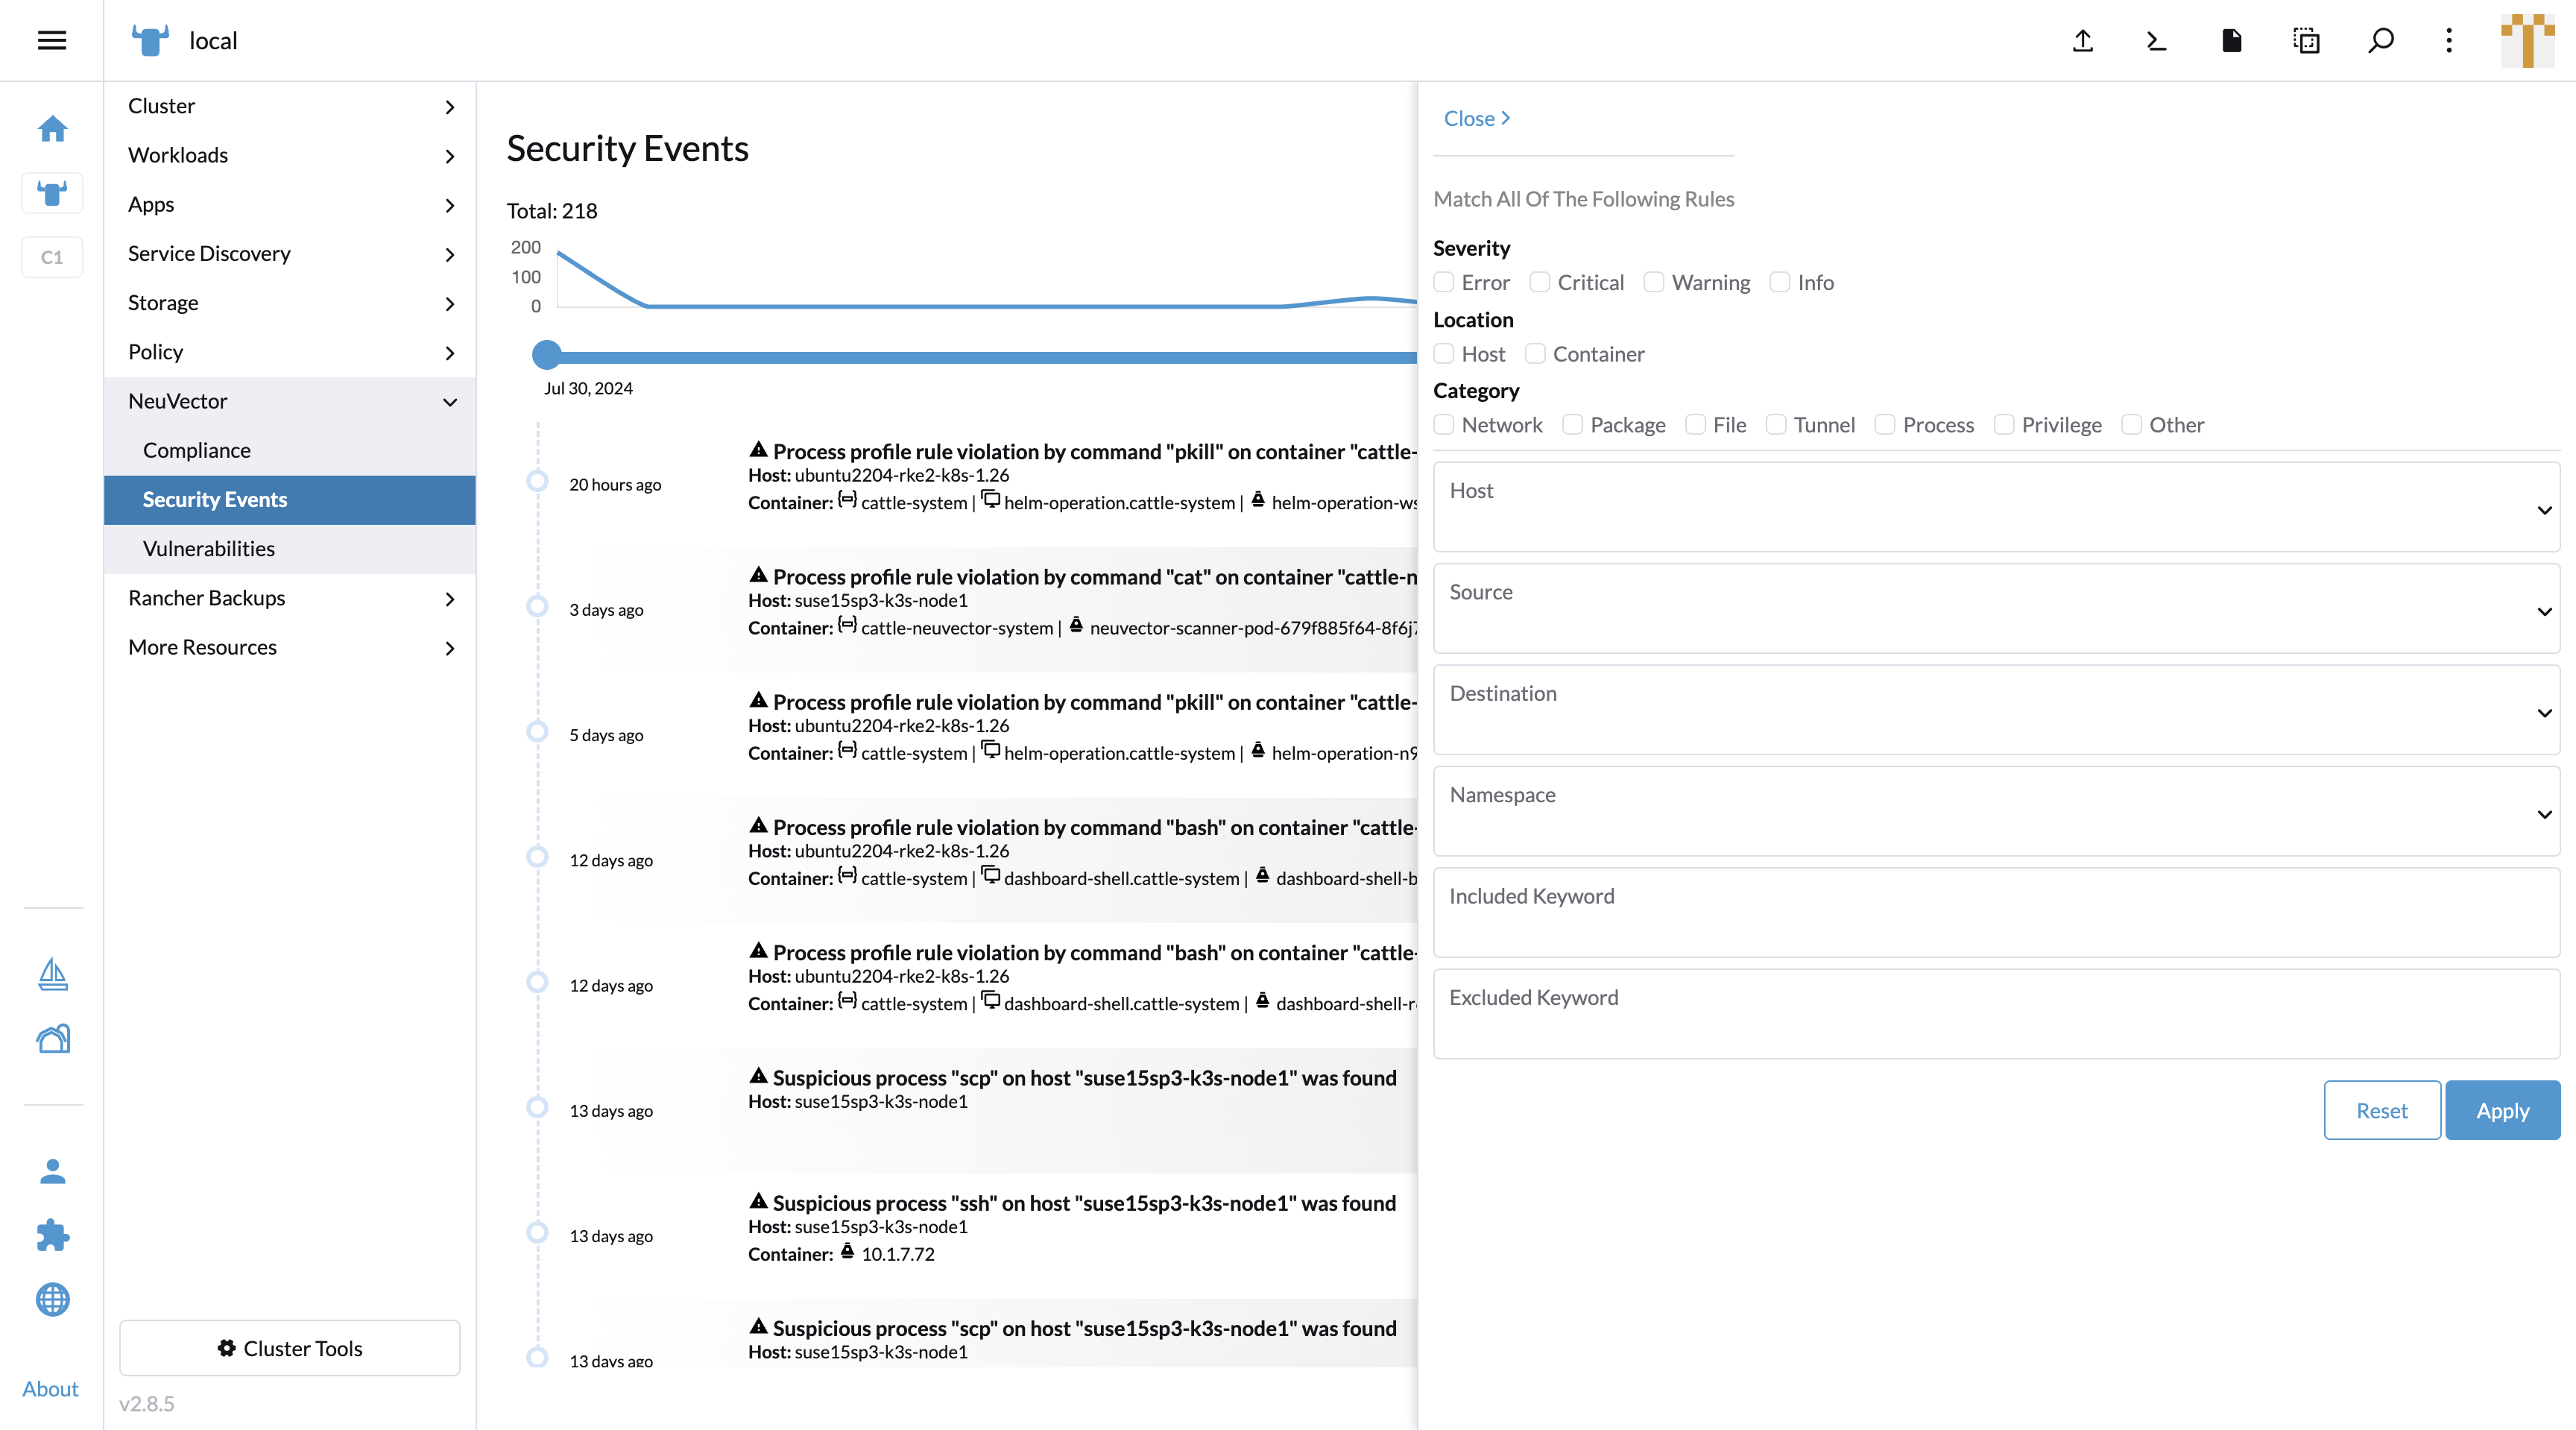 local
C1
About
Cluster
Workloads
Apps
Service Discovery
Storage
Policy
NeuVector
Compliance
Security Events
Vulnerabilities
Rancher Backups
More Resources
Cluster Tools
v2.8.5
Security Events
Total: 218
200
100
0
Jul 30, 2024
20 hours ago
Process profile rule violation by command "pkill" on container "cattle-
Host: ubuntu2204-rke2-k8s-1.26
Container: cattle-system | helm-operation.cattle-system | helm-operation-ws
3 days ago
Process profile rule violation by command "cat" on container "cattle-n
Host: suse15sp3-k3s-node1
Container: cattle-neuvector-system | neuvector-scanner-pod-679f885f64-8f6j7
5 days ago
Process profile rule violation by command "pkill" on container "cattle-
Host: ubuntu2204-rke2-k8s-1.26
Container: cattle-system | helm-operation.cattle-system | helm-operation-n9
12 days ago
Process profile rule violation by command "bash" on container "cattle-
Host: ubuntu2204-rke2-k8s-1.26
Container: cattle-system | dashboard-shell.cattle-system | dashboard-shell-b
12 days ago
Process profile rule violation by command "bash" on container "cattle-
Host: ubuntu2204-rke2-k8s-1.26
Container: cattle-system | dashboard-shell.cattle-system | dashboard-shell-r
13 days ago
Suspicious process "scp" on host "suse15sp3-k3s-node1" was found
Host: suse15sp3-k3s-node1
13 days ago
Suspicious process "ssh" on host "suse15sp3-k3s-node1" was found
Host: suse15sp3-k3s-node1
Container: 10.1.7.72
13 days ago
Suspicious process "scp" on host "suse15sp3-k3s-node1" was found
Host: suse15sp3-k3s-node1
Close
Match All Of The Following Rules
Severity
Error Critical Warning Info
Location
Host Container
Category
Network Package File Tunnel Process Privilege Other
Host
Source
Destination
Namespace
Included Keyword
Excluded Keyword
Reset Apply